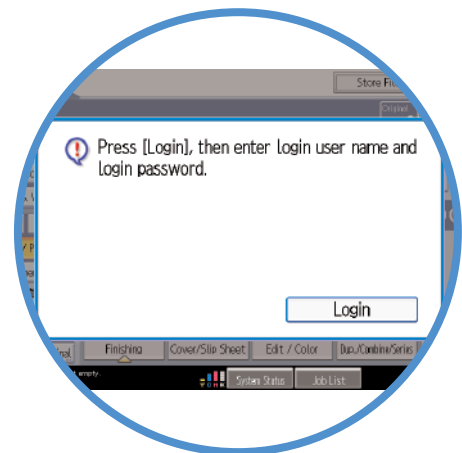 Store Fi
Original
Press [Login], then enter login user name and
login password.
Login
Finishing Cover/Slip Sheet Edit / Color Dup./Combine/Series
empty.
System Status Job List